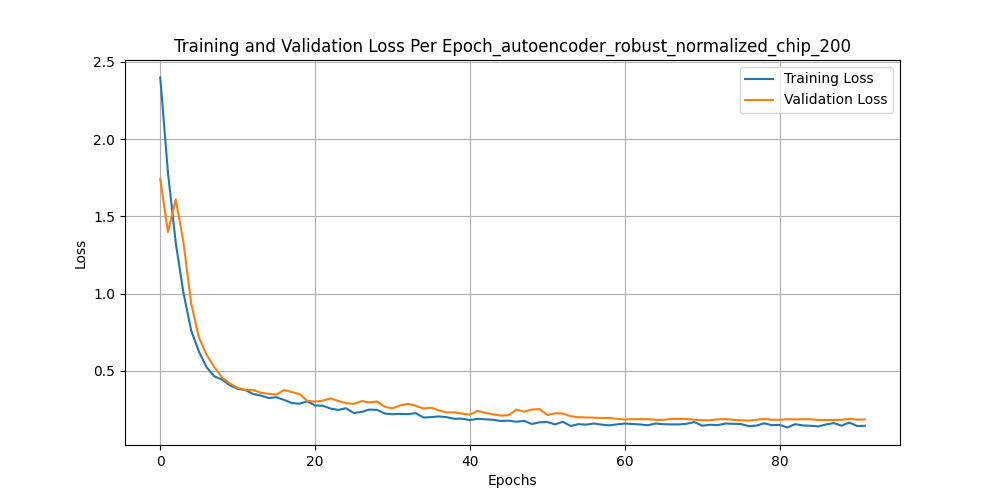 Training and Validation Loss Per Epoch_autoencoder_robust_normalized_chip_200
Training Loss
Validation Loss
Loss
2.5
2.0
1.5
1.0
0.5
0 20 40 60 80
Epochs